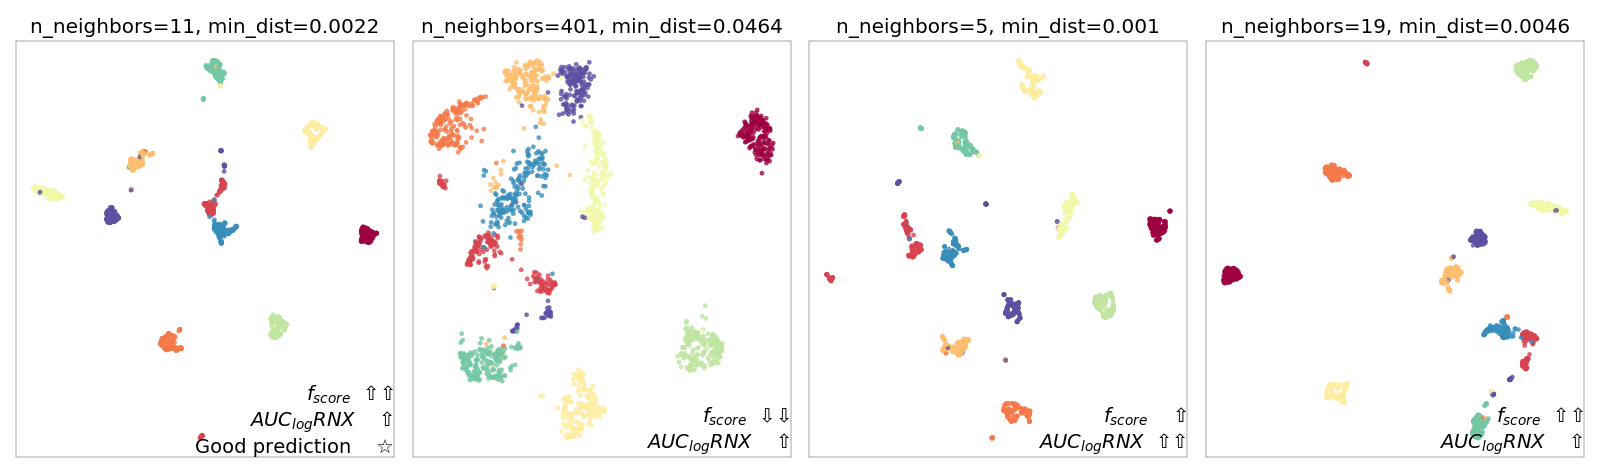 n_neighbors=11, min_dist=0.0022
n_neighbors=401, min_dist=0.0464
n_neighbors=5, min_dist=0.001
n_neighbors=19, min_dist=0.0046
f_score ⇧⇧
AUC_logRNX ⇧
Good prediction ☆
f_score ⇩⇩
AUC_logRNX ⇧
f_score ⇧
AUC_logRNX ⇧⇧
f_score ⇧⇧
AUC_logRNX ⇧